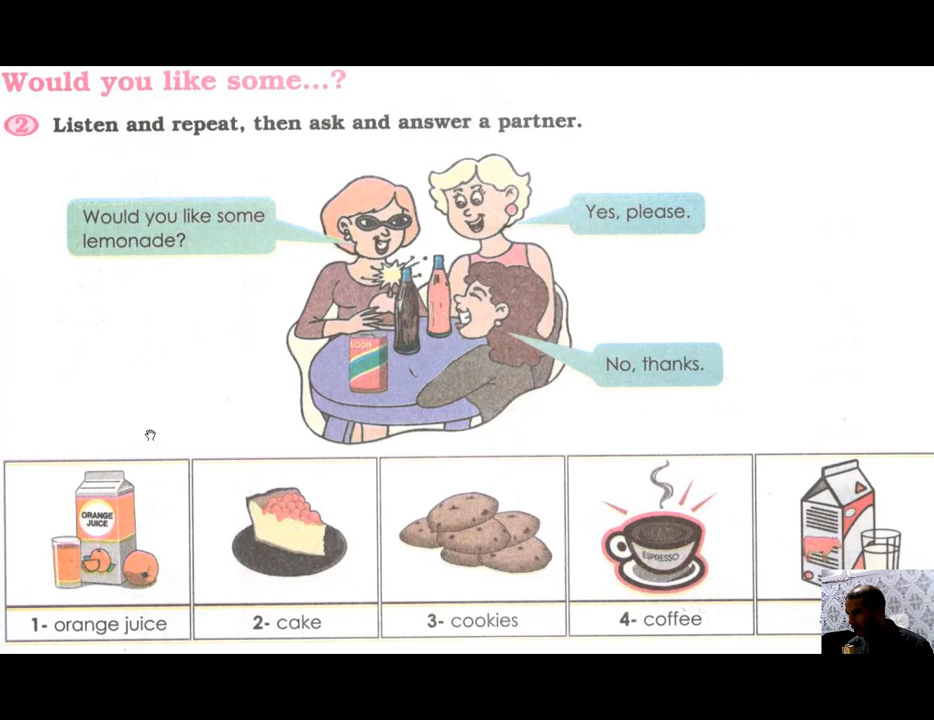 Would you like some...?
2 Listen and repeat, then ask and answer a partner.
Would you like some
lemonade?
Yes, please.
SODA
No, thanks.
ORANGE
JUICE
ESPRESSO
1- orange juice
2- cake
3- cookies
4- coffee